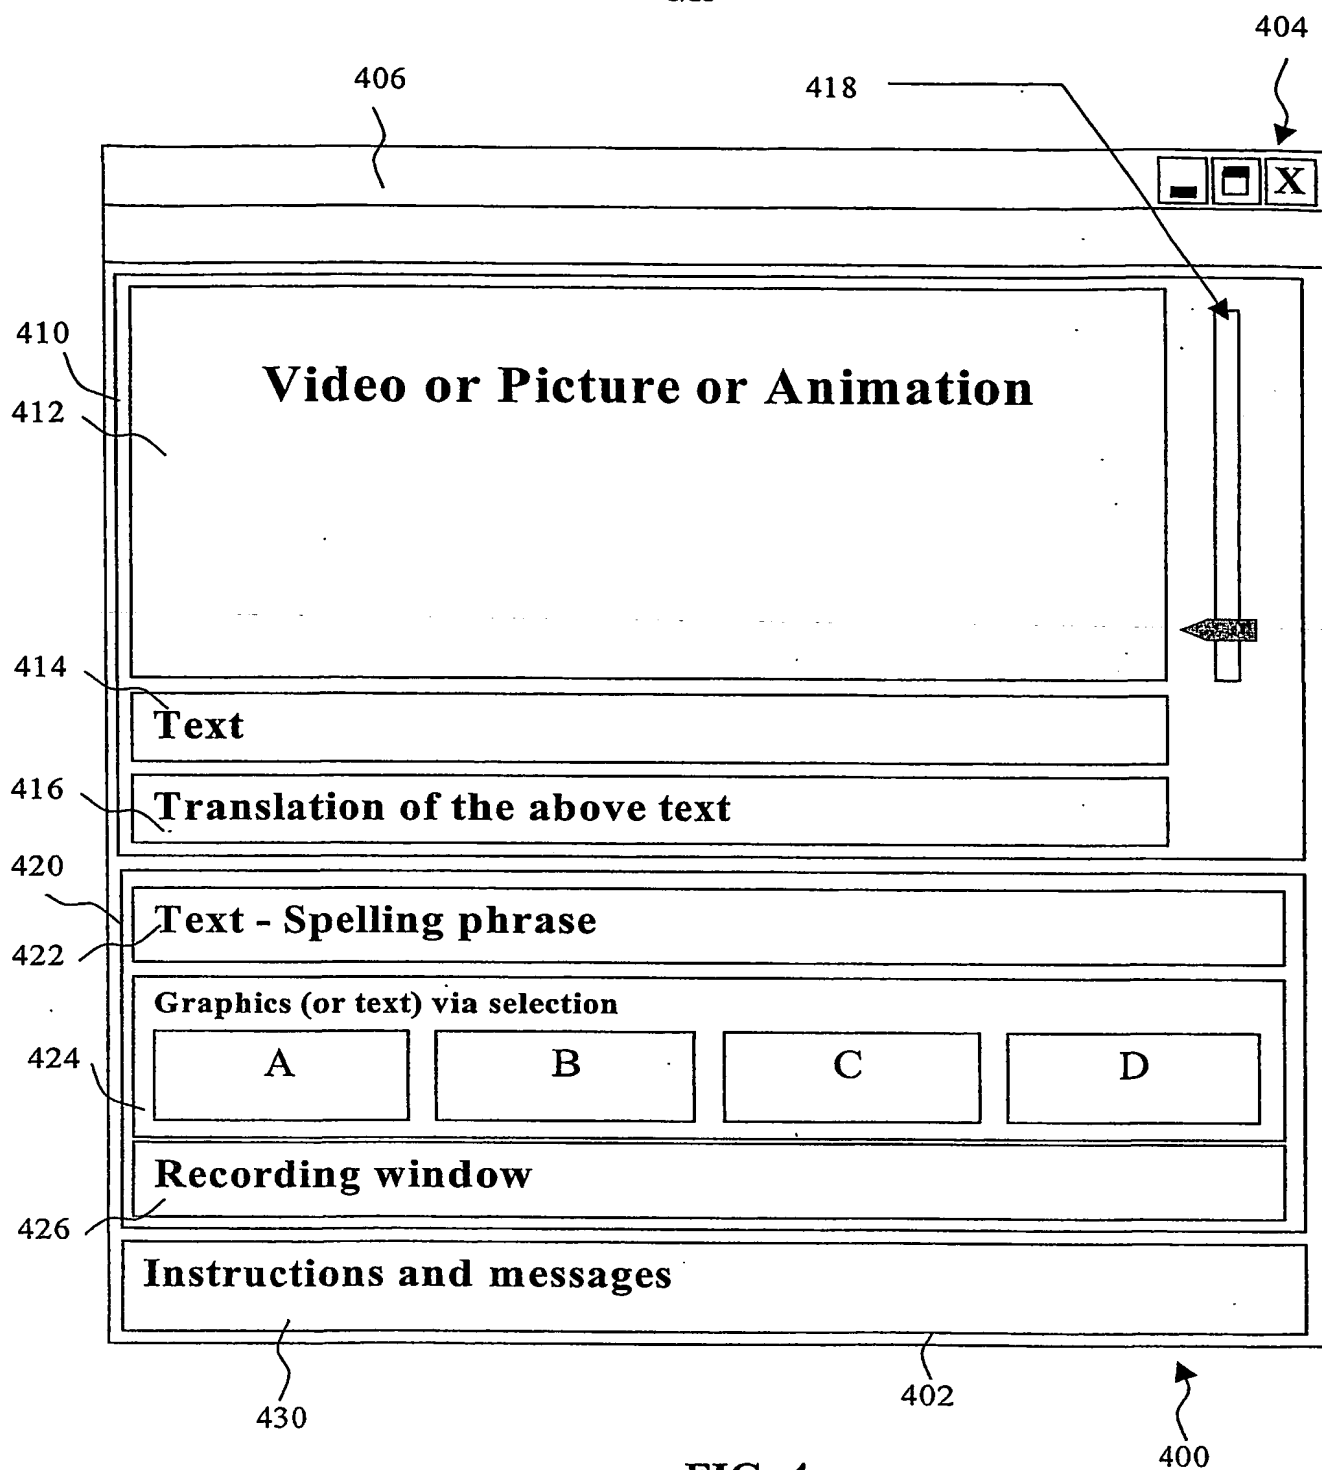 404
406
418
X
410
Video or Picture or Animation
412
414
Text
416
Translation of the above text
420
Text - Spelling phrase
422
Graphics (or text) via selection
424
A B C D
Recording window
426
Instructions and messages
402
430
400